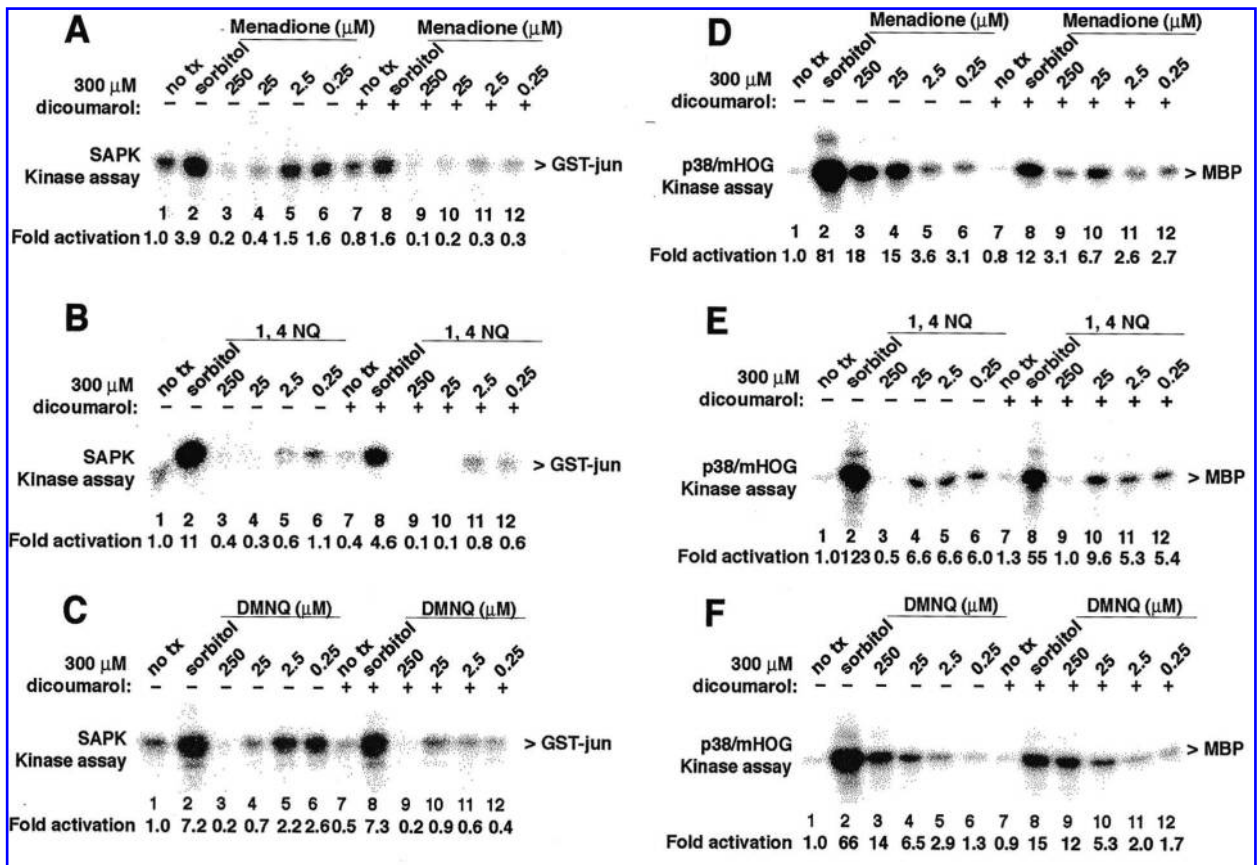 A
Menadione (μM)
Menadione (μM)
no tx sorbitol 250 25 2.5 0.25 no tx sorbitol 250 25 2.5 0.25
300 μM
dicoumarol: – – – – – – + + + + + +
SAPK
Kinase assay
> GST-jun
1 2 3 4 5 6 7 8 9 10 11 12
Fold activation 1.0 3.9 0.2 0.4 1.5 1.6 0.8 1.6 0.1 0.2 0.3 0.3
B
1, 4 NQ
1, 4 NQ
no tx sorbitol 250 25 2.5 0.25 no tx sorbitol 250 25 2.5 0.25
300 μM
dicoumarol: – – – – – – + + + + + +
SAPK
Kinase assay
> GST-jun
1 2 3 4 5 6 7 8 9 10 11 12
Fold activation 1.0 11 0.4 0.3 0.6 1.1 0.4 4.6 0.1 0.1 0.8 0.6
C
DMNQ (μM)
DMNQ (μM)
no tx sorbitol 250 25 2.5 0.25 no tx sorbitol 250 25 2.5 0.25
300 μM
dicoumarol: – – – – – – + + + + + +
SAPK
Kinase assay
> GST-jun
1 2 3 4 5 6 7 8 9 10 11 12
Fold activation 1.0 7.2 0.2 0.7 2.2 2.6 0.5 7.3 0.2 0.9 0.6 0.4
D
Menadione (μM)
Menadione (μM)
no tx sorbitol 250 25 2.5 0.25 no tx sorbitol 250 25 2.5 0.25
300 μM
dicoumarol: – – – – – – + + + + + +
p38/mHOG
Kinase assay
> MBP
1 2 3 4 5 6 7 8 9 10 11 12
Fold activation 1.0 81 18 15 3.6 3.1 0.8 12 3.1 6.7 2.6 2.7
E
1, 4 NQ
1, 4 NQ
no tx sorbitol 250 25 2.5 0.25 no tx sorbitol 250 25 2.5 0.25
300 μM
dicoumarol: – – – – – – + + + + + +
p38/mHOG
Kinase assay
> MBP
1 2 3 4 5 6 7 8 9 10 11 12
Fold activation 1.0 123 0.5 6.6 6.6 6.0 1.3 55 1.0 9.6 5.3 5.4
F
DMNQ (μM)
DMNQ (μM)
no tx sorbitol 250 25 2.5 0.25 no tx sorbitol 250 25 2.5 0.25
300 μM
dicoumarol: – – – – – – + + + + + +
p38/mHOG
Kinase assay
> MBP
1 2 3 4 5 6 7 8 9 10 11 12
Fold activation 1.0 66 14 6.5 2.9 1.3 0.9 15 12 5.3 2.0 1.7